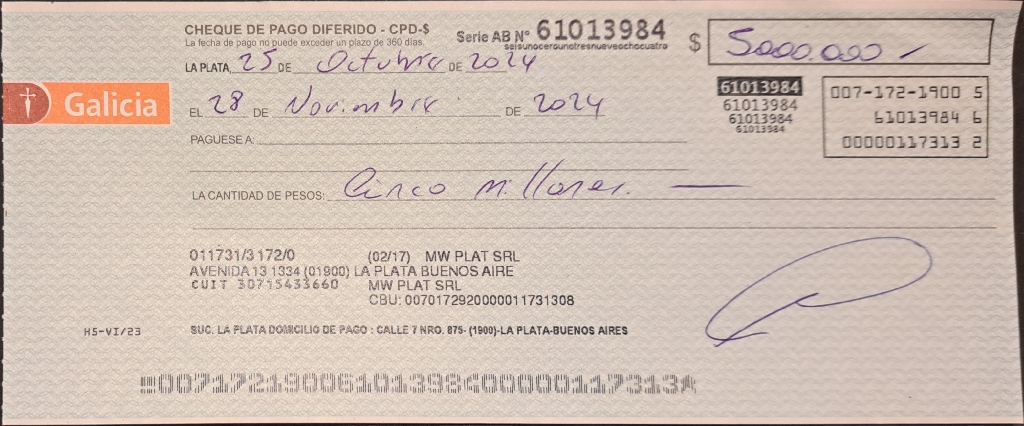 CHEQUE DE PAGO DIFERIDO - CPD-$
La fecha de pago no puede exceder un plazo de 360 días.
Serie AB Nº 61013984
seisunocerounotresnueveochocuatro
$ 5.000.000 —
LA PLATA, 25 DE Octubre DE 2024
Galicia
EL 28 DE Noviembre DE 2024
61013984
61013984
61013984
61013984
007-172-1900 5
61013984 6
00000117313 2
PAGUESE A:
LA CANTIDAD DE PESOS: Cinco Millones. —
011731/3 172/0 (02/17) MW PLAT SRL
AVENIDA 13 1334 (01900) LA PLATA BUENOS AIRE
CUIT 30715433660 MW PLAT SRL
CBU: 0070172920000011731308
HS-VI/23
SUC. LA PLATA DOMICILIO DE PAGO : CALLE 7 NRO. 875- (1900)-LA PLATA-BUENOS AIRES
00717219006101398400000117313